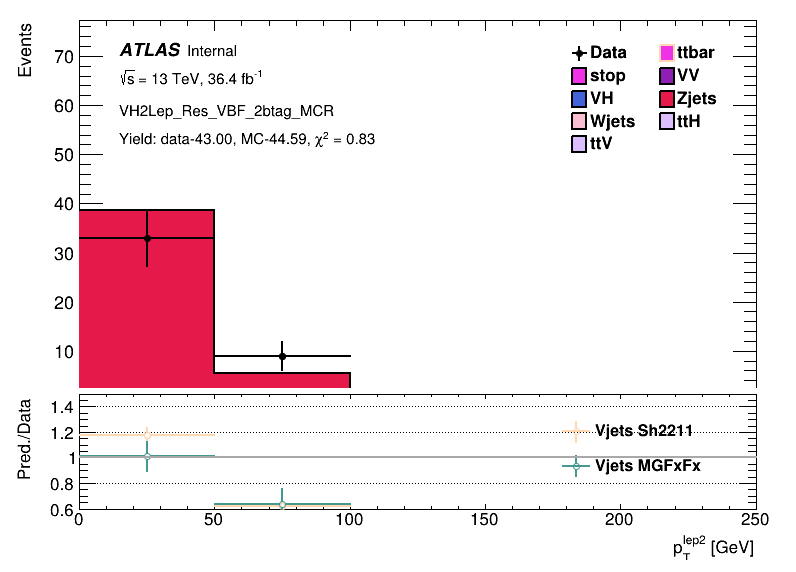 Events
70
60
50
40
30
20
10
ATLAS Internal
√s = 13 TeV, 36.4 fb⁻¹
VH2Lep_Res_VBF_2btag_MCR
Yield: data-43.00, MC-44.59, χ² = 0.83
Data
ttbar
stop
VV
VH
Zjets
Wjets
ttH
ttV
Pred./Data
1.4
1.2
1
0.8
0.6
Vjets Sh2211
Vjets MGFxFx
0 50 100 150 200 250
p_T^lep2 [GeV]